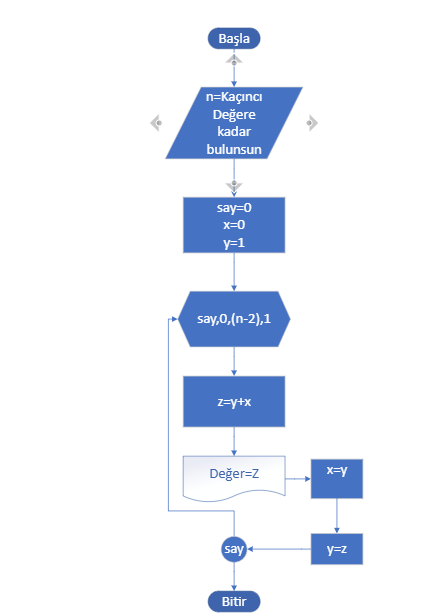 Başla
n=Kaçıncı
Değere
kadar
bulunsun
say=0
x=0
y=1
say,0,(n-2),1
z=y+x
Değer=Z
x=y
y=z
say
Bitir